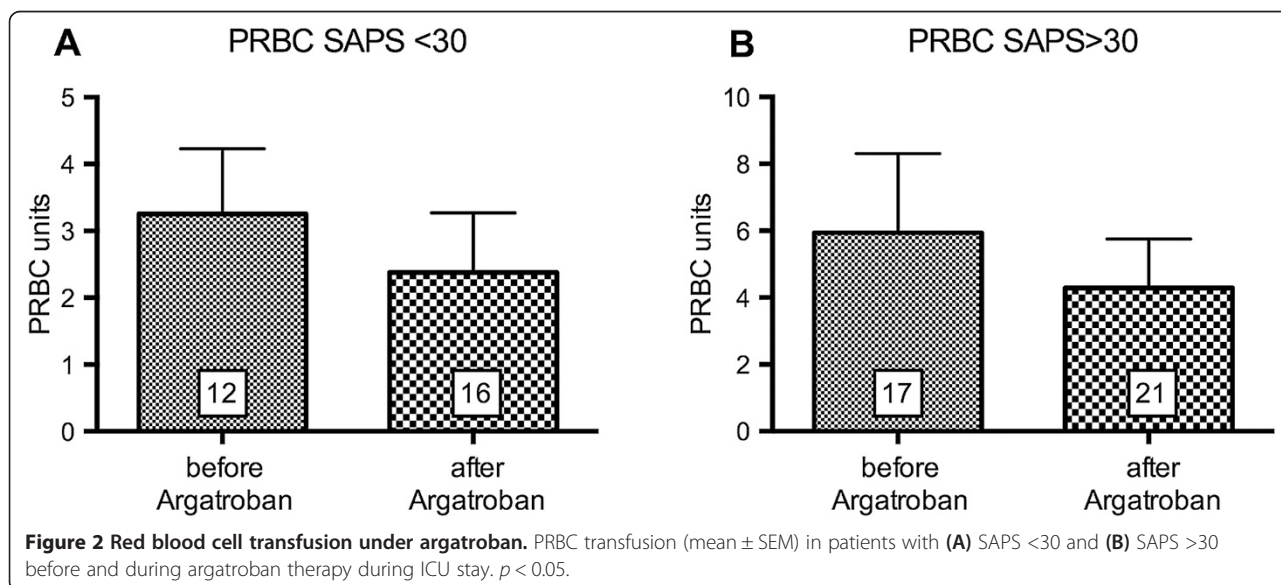 A PRBC SAPS <30
5
4
3
2
1
0
PRBC units
12
16
before
Argatroban
after
Argatroban
B PRBC SAPS>30
10
8
6
4
2
0
PRBC units
17
21
before
Argatroban
after
Argatroban
Figure 2 Red blood cell transfusion under argatroban. PRBC transfusion (mean ± SEM) in patients with (A) SAPS <30 and (B) SAPS >30
before and during argatroban therapy during ICU stay. p < 0.05.